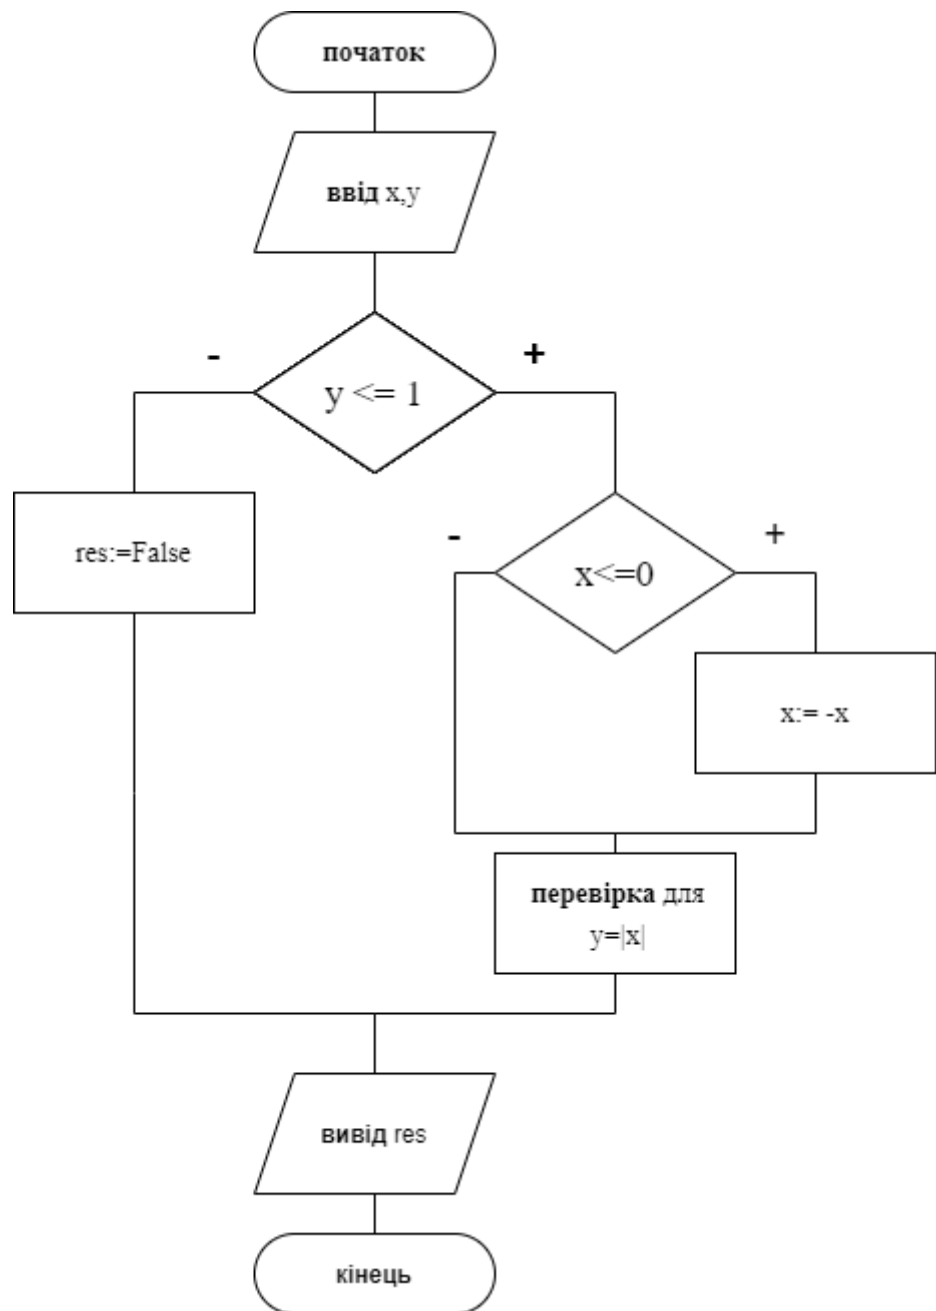 початок
ввід x,y
-
+
y <= 1
res:=False
-
+
x<=0
x:= -x
перевірка для
y=|x|
вивід res
кінець